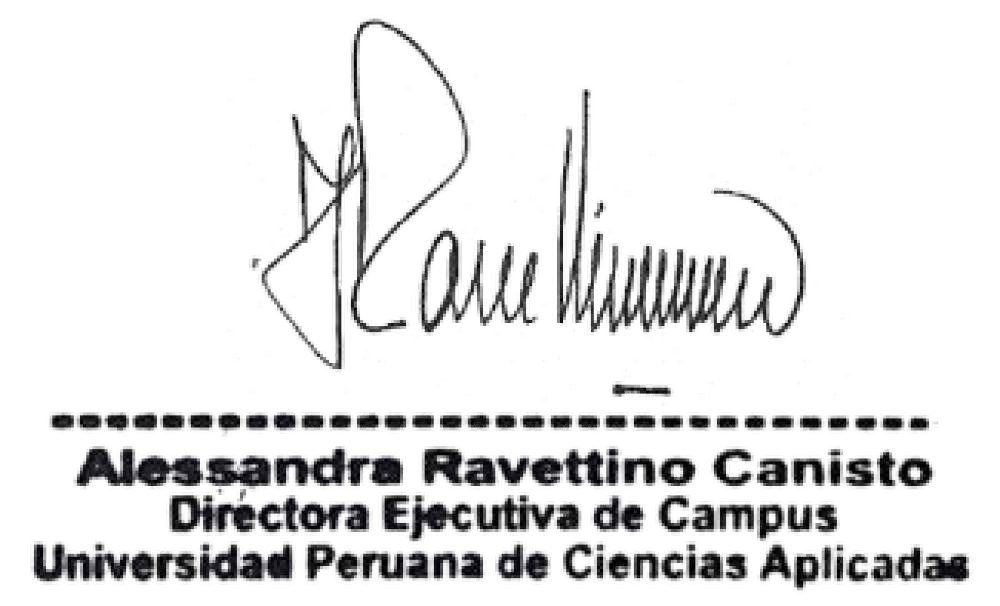 Alessandra Ravettino Canisto
Directora Ejecutiva de Campus
Universidad Peruana de Ciencias Aplicadas